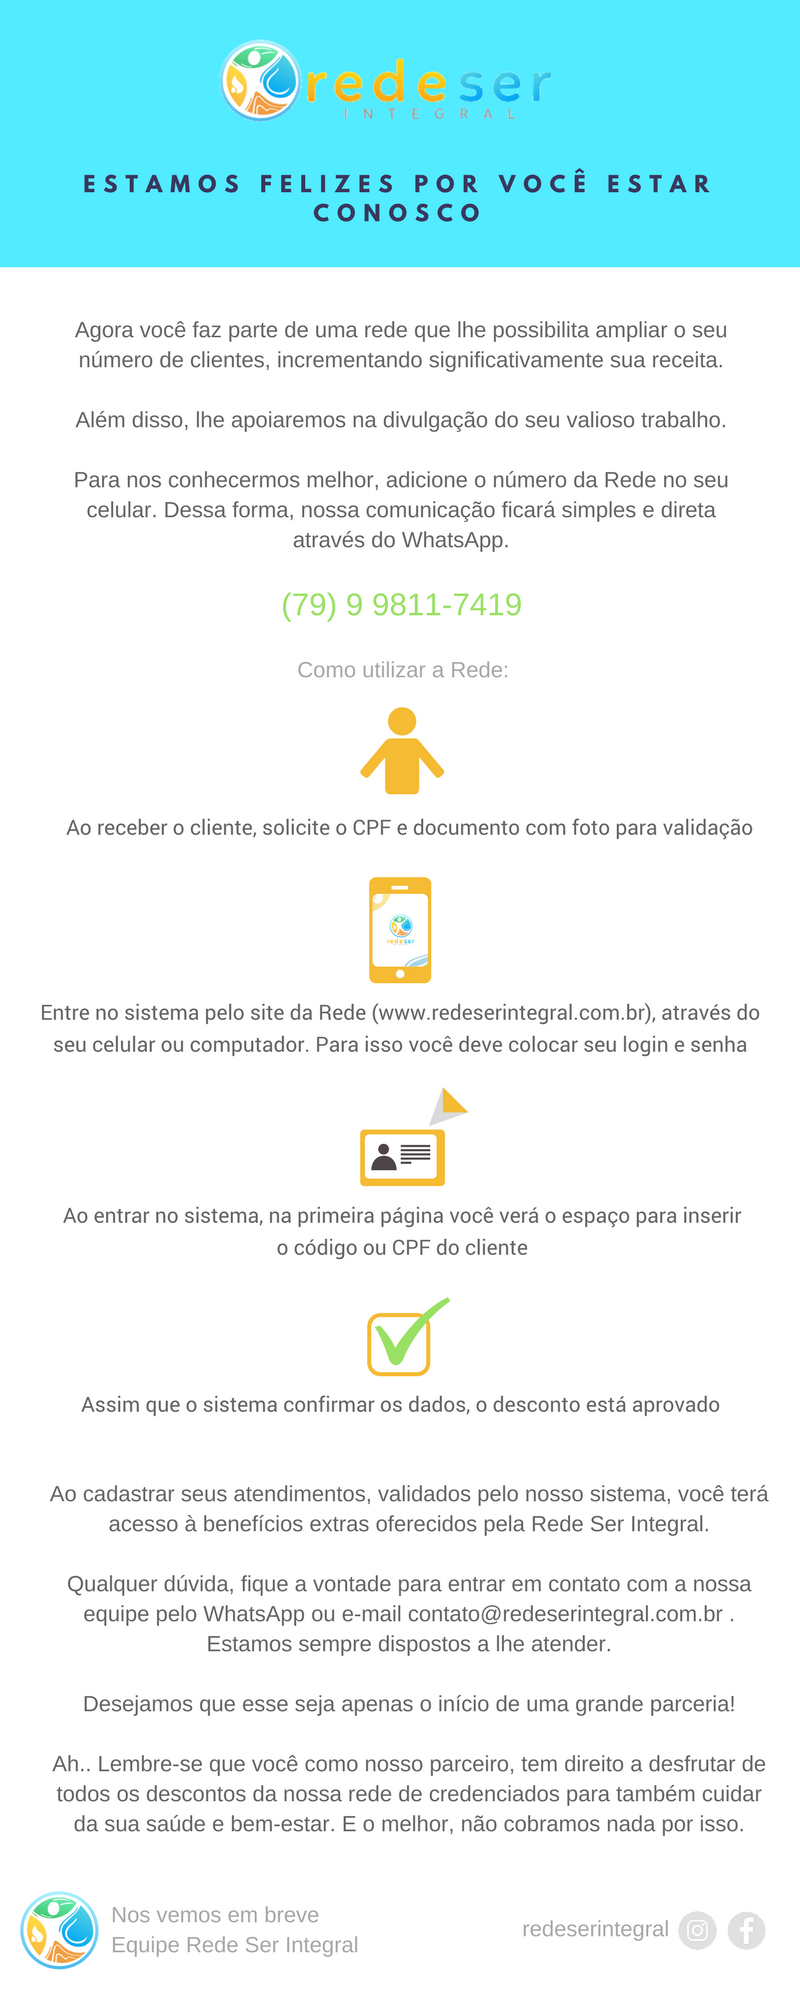 redeser
INTEGRAL
ESTAMOS FELIZES POR VOCÊ ESTAR
CONOSCO
Agora você faz parte de uma rede que lhe possibilita ampliar o seu
número de clientes, incrementando significativamente sua receita.
Além disso, lhe apoiaremos na divulgação do seu valioso trabalho.
Para nos conhecermos melhor, adicione o número da Rede no seu
celular. Dessa forma, nossa comunicação ficará simples e direta
através do WhatsApp.
(79) 9 9811-7419
Como utilizar a Rede:
Ao receber o cliente, solicite o CPF e documento com foto para validação
redeser
Entre no sistema pelo site da Rede (www.redeserintegral.com.br), através do
seu celular ou computador. Para isso você deve colocar seu login e senha
Ao entrar no sistema, na primeira página você verá o espaço para inserir
o código ou CPF do cliente
Assim que o sistema confirmar os dados, o desconto está aprovado
Ao cadastrar seus atendimentos, validados pelo nosso sistema, você terá
acesso à benefícios extras oferecidos pela Rede Ser Integral.
Qualquer dúvida, fique a vontade para entrar em contato com a nossa
equipe pelo WhatsApp ou e-mail contato@redeserintegral.com.br .
Estamos sempre dispostos a lhe atender.
Desejamos que esse seja apenas o início de uma grande parceria!
Ah.. Lembre-se que você como nosso parceiro, tem direito a desfrutar de
todos os descontos da nossa rede de credenciados para também cuidar
da sua saúde e bem-estar. E o melhor, não cobramos nada por isso.
Nos vemos em breve
Equipe Rede Ser Integral
redeserintegral